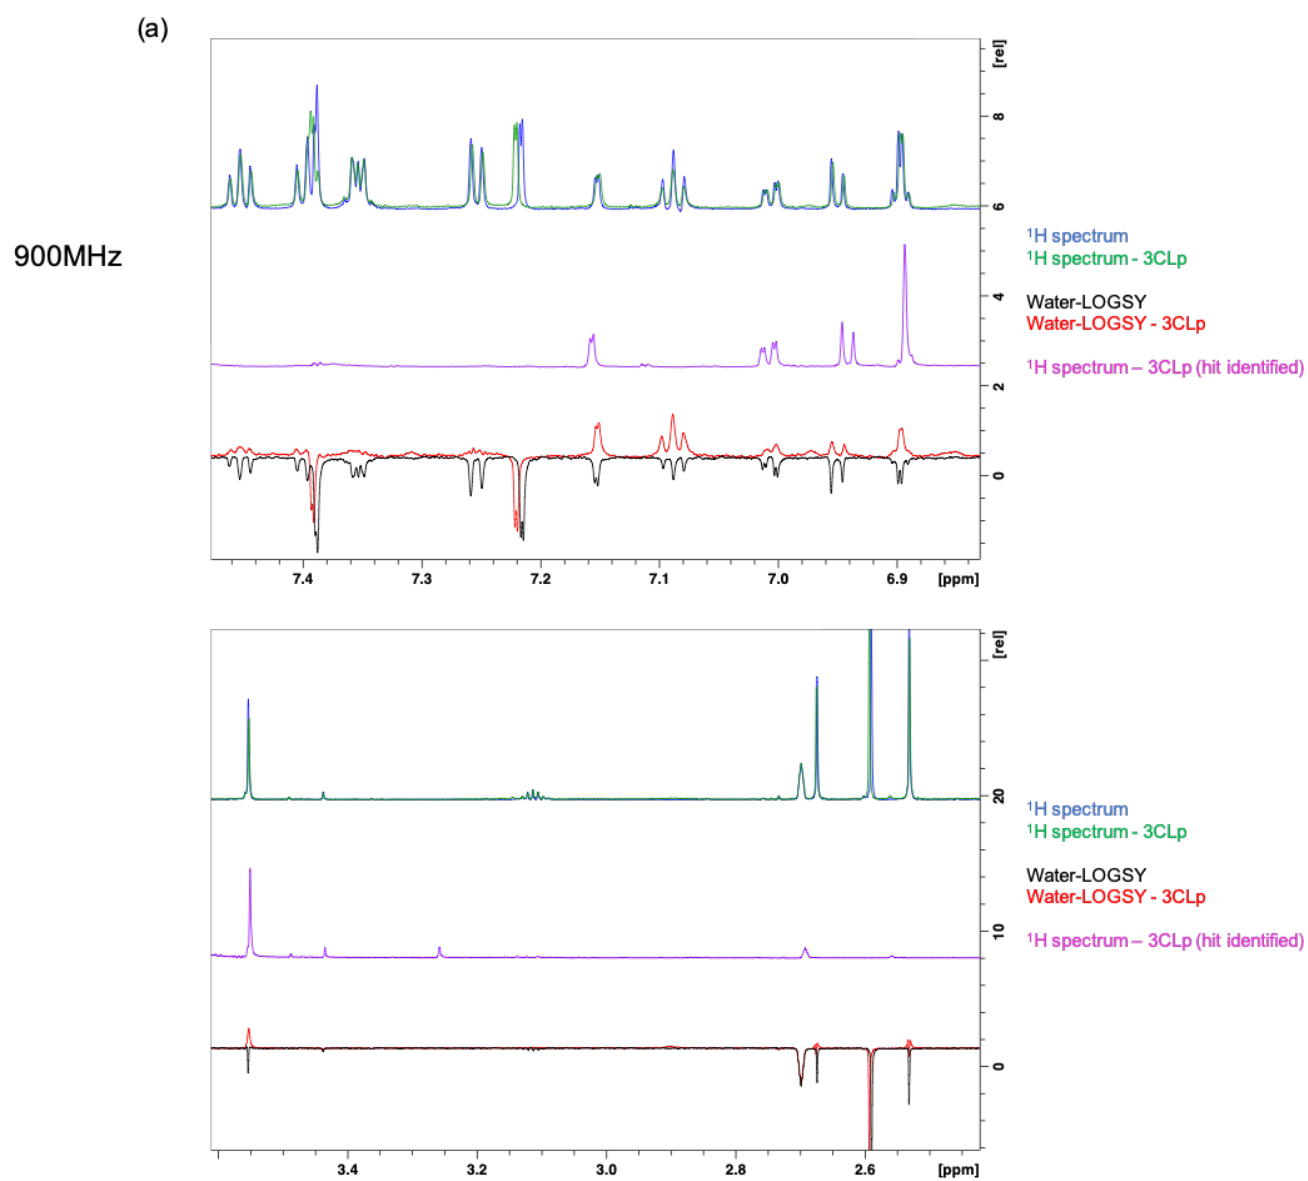 (a)
[rel]
8
6
4
2
0
900MHz
¹H spectrum
¹H spectrum - 3CLp
Water-LOGSY
Water-LOGSY - 3CLp
¹H spectrum – 3CLp (hit identified)
7.4 7.3 7.2 7.1 7.0 6.9 [ppm]
[rel]
20
10
0
¹H spectrum
¹H spectrum - 3CLp
Water-LOGSY
Water-LOGSY - 3CLp
¹H spectrum – 3CLp (hit identified)
3.4 3.2 3.0 2.8 2.6 [ppm]